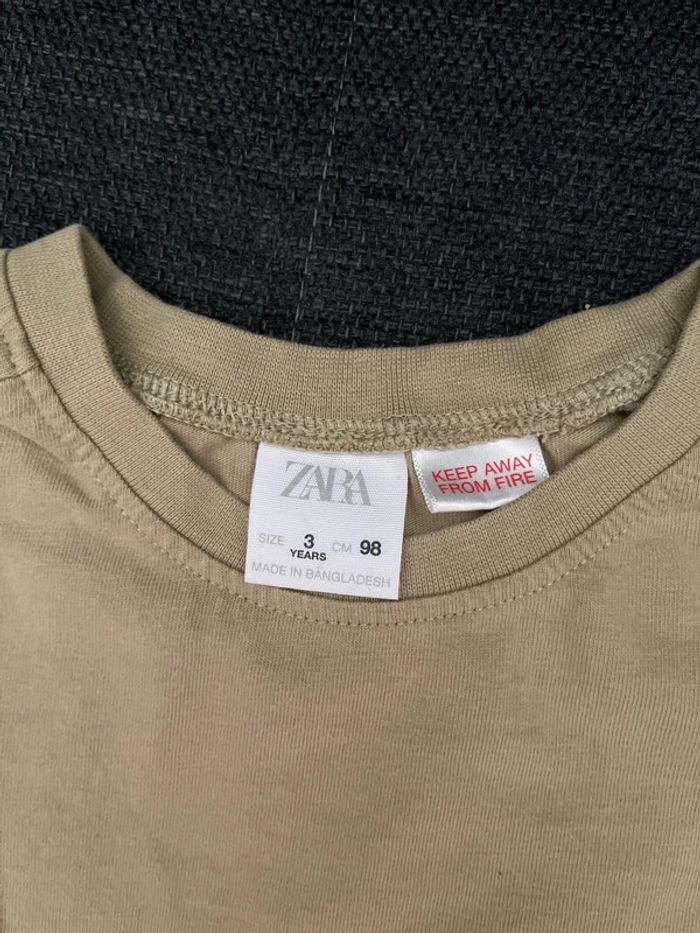 ZARA
SIZE 3 YEARS CM 98
MADE IN BANGLADESH
KEEP AWAY
FROM FIRE